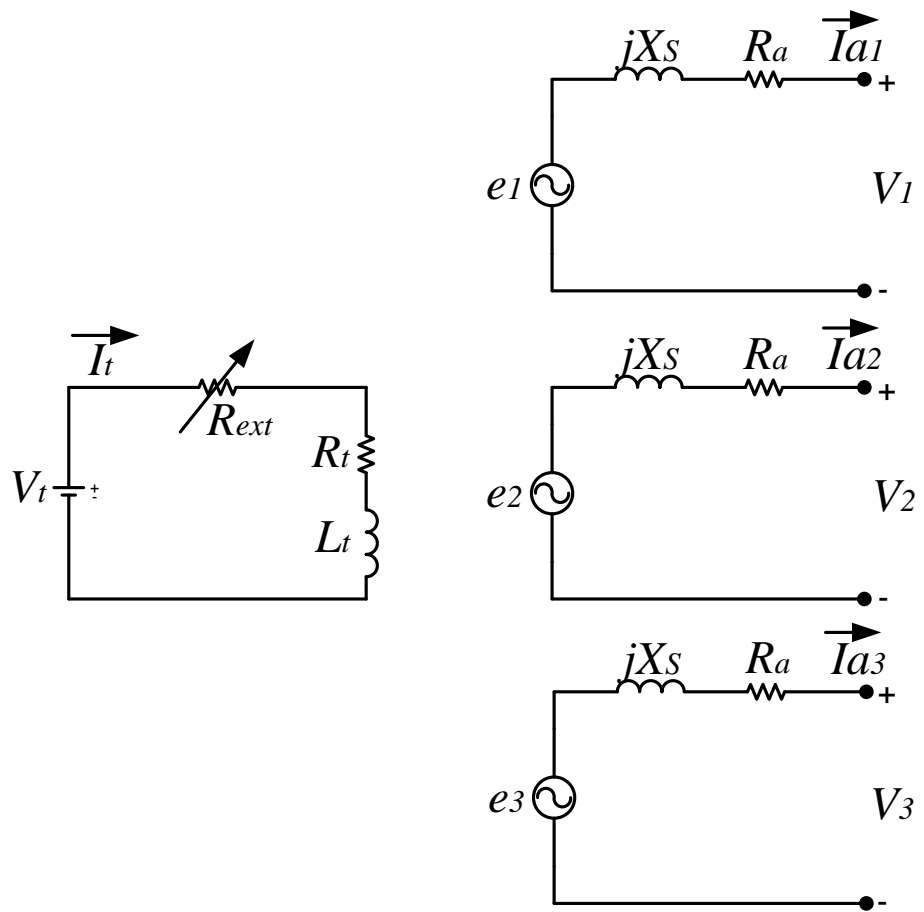 jXS Ra Ia1
+
e1 V1
-
It
Rext
Rt
Vt + -
Lt
jXS Ra Ia2
+
e2 V2
-
jXS Ra Ia3
+
e3 V3
-